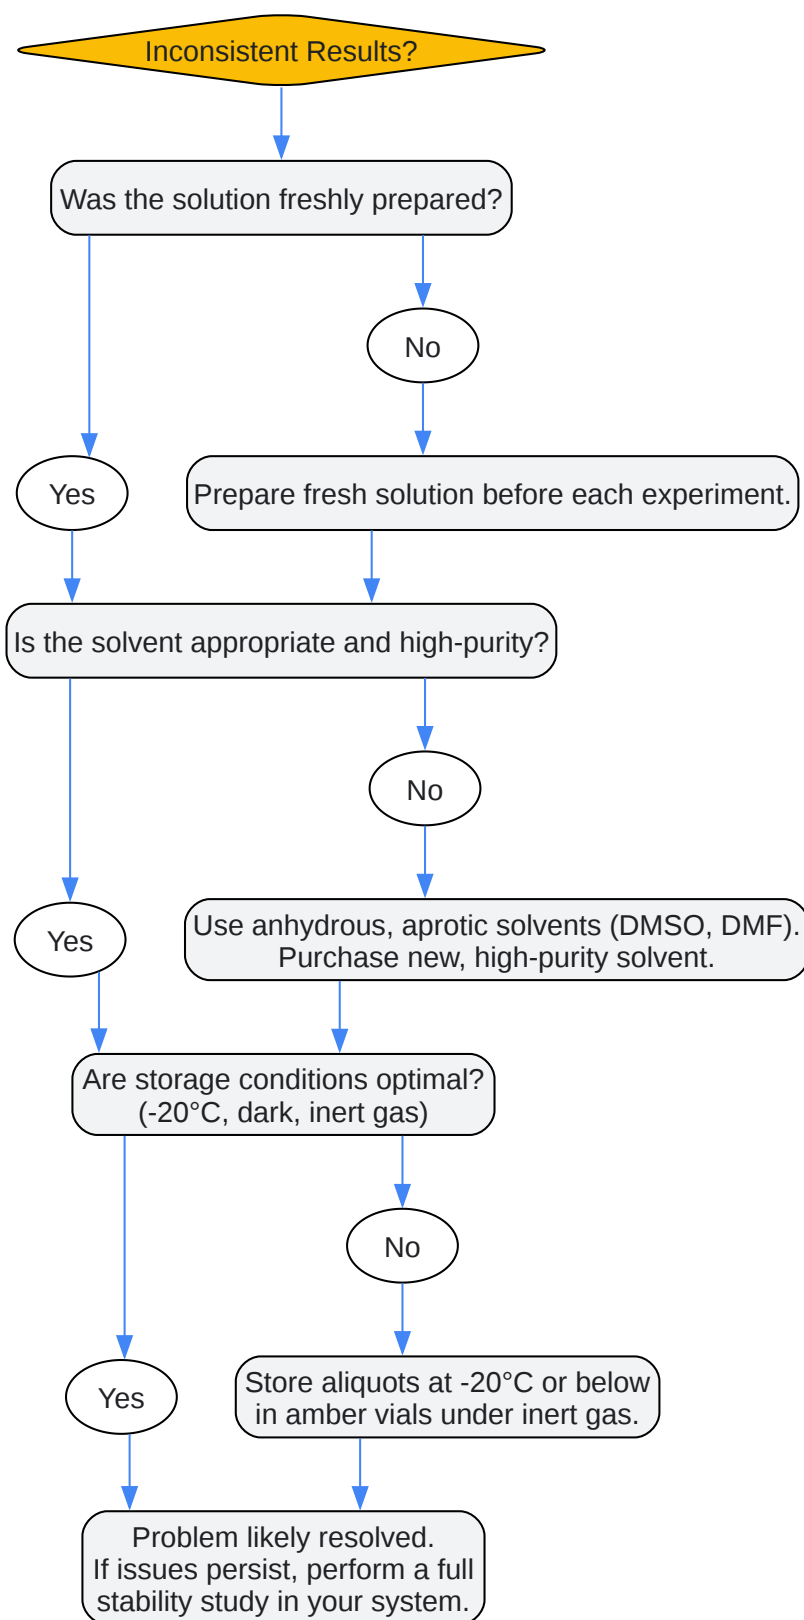 Inconsistent Results?
Was the solution freshly prepared?
No
Yes
Prepare fresh solution before each experiment.
Is the solvent appropriate and high-purity?
No
Yes
Use anhydrous, aprotic solvents (DMSO, DMF).
Purchase new, high-purity solvent.
Are storage conditions optimal?
(-20°C, dark, inert gas)
No
Yes
Store aliquots at -20°C or below
in amber vials under inert gas.
Problem likely resolved.
If issues persist, perform a full
stability study in your system.